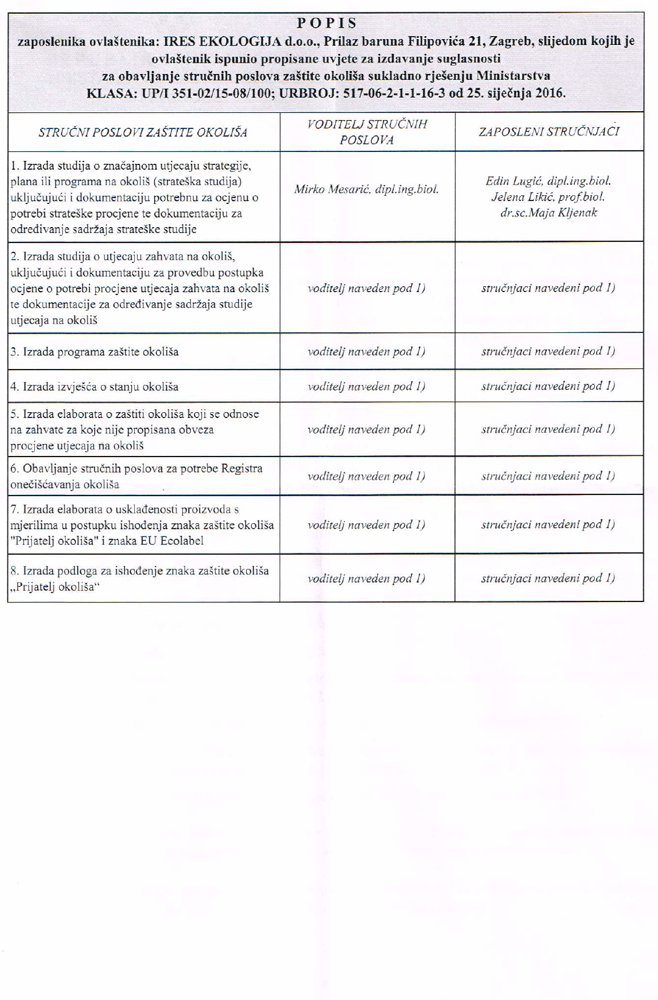 POPIS
zaposlenika ovlaštenika: IRES EKOLOGIJA d.o.o., Prilaz baruna Filipovića 21, Zagreb, slijedom kojih je
ovlaštenik ispunio propisane uvjete za izdavanje suglasnosti
za obavljanje stručnih poslova zaštite okoliša sukladno rješenju Ministarstva
KLASA: UP/I 351-02/15-08/100; URBROJ: 517-06-2-1-1-16-3 od 25. siječnja 2016.
STRUČNI POSLOVI ZAŠTITE OKOLIŠA
VODITELJ STRUČNIH
POSLOVA
ZAPOSLENI STRUČNJACI
1. Izrada studija o značajnom utjecaju strategije,
plana ili programa na okoliš (strateška studija)
uključujući i dokumentaciju potrebnu za ocjenu o
potrebi strateške procjene te dokumentaciju za
određivanje sadržaja strateške studije
Mirko Mesarić, dipl.ing.biol.
Edin Lugić, dipl.ing.biol.
Jelena Likić, prof.biol.
dr.sc.Maja Kljenak
2. Izrada studija o utjecaju zahvata na okoliš,
uključujući i dokumentaciju za provedbu postupka
ocjene o potrebi procjene utjecaja zahvata na okoliš
te dokumentacije za određivanje sadržaja studije
utjecaja na okoliš
voditelj naveden pod 1)
stručnjaci navedeni pod 1)
3. Izrada programa zaštite okoliša
voditelj naveden pod 1)
stručnjaci navedeni pod 1)
4. Izrada izvješća o stanju okoliša
voditelj naveden pod 1)
stručnjaci navedeni pod 1)
5. Izrada elaborata o zaštiti okoliša koji se odnose
na zahvate za koje nije propisana obveza
procjene utjecaja na okoliš
voditelj naveden pod 1)
stručnjaci navedeni pod 1)
6. Obavljanje stručnih poslova za potrebe Registra
onečišćavanja okoliša
voditelj naveden pod 1)
stručnjaci navedeni pod 1)
7. Izrada elaborata o usklađenosti proizvoda s
mjerilima u postupku ishođenja znaka zaštite okoliša
"Prijatelj okoliša" i znaka EU Ecolabel
voditelj naveden pod 1)
stručnjaci navedeni pod 1)
8. Izrada podloga za ishođenje znaka zaštite okoliša
„Prijatelj okoliša“
voditelj naveden pod 1)
stručnjaci navedeni pod 1)